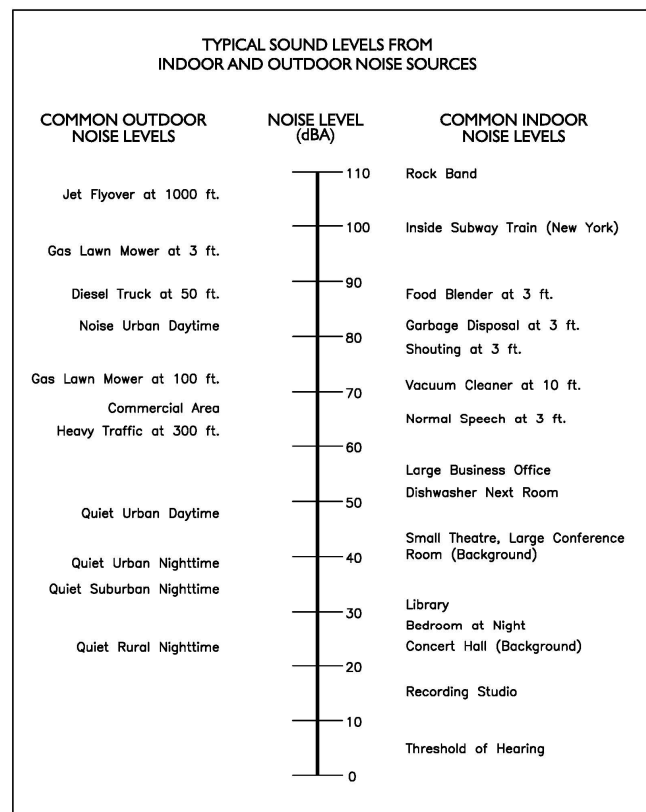 TYPICAL SOUND LEVELS FROM
INDOOR AND OUTDOOR NOISE SOURCES
COMMON OUTDOOR
NOISE LEVELS
NOISE LEVEL
(dBA)
COMMON INDOOR
NOISE LEVELS
110
Rock Band
Jet Flyover at 1000 ft.
100
Inside Subway Train (New York)
Gas Lawn Mower at 3 ft.
90
Diesel Truck at 50 ft.
Food Blender at 3 ft.
Noise Urban Daytime
Garbage Disposal at 3 ft.
80
Shouting at 3 ft.
Gas Lawn Mower at 100 ft.
Vacuum Cleaner at 10 ft.
70
Commercial Area
Normal Speech at 3 ft.
Heavy Traffic at 300 ft.
60
Large Business Office
Dishwasher Next Room
50
Quiet Urban Daytime
Small Theatre, Large Conference
Room (Background)
40
Quiet Urban Nighttime
Quiet Suburban Nighttime
Library
30
Bedroom at Night
Quiet Rural Nighttime
Concert Hall (Background)
20
Recording Studio
10
Threshold of Hearing
0